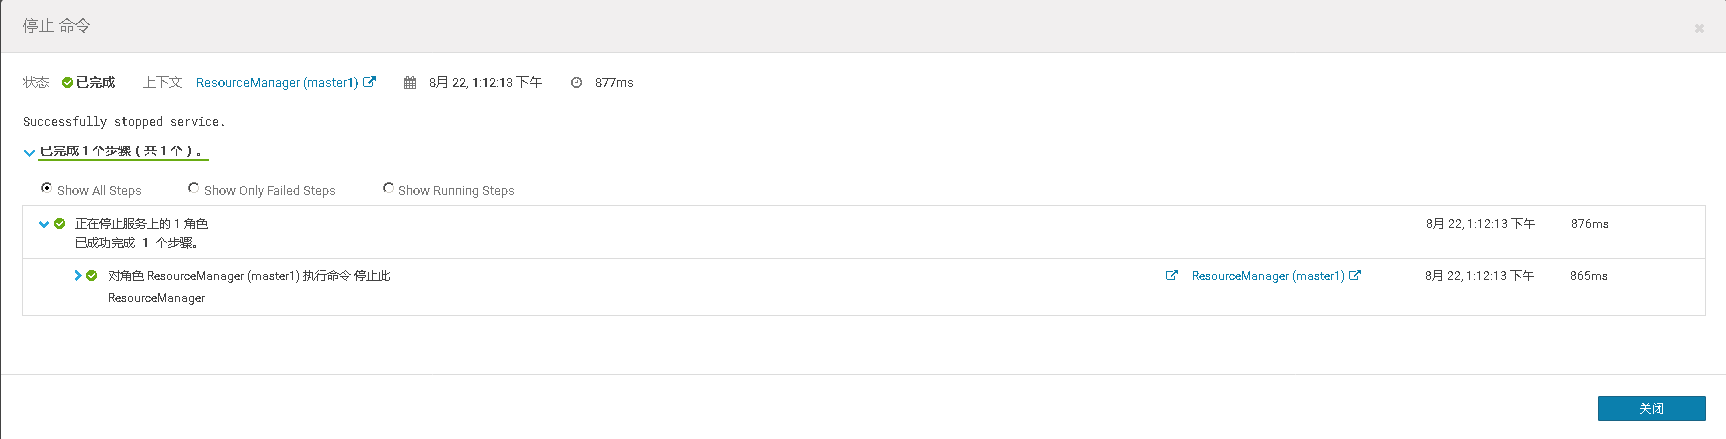 停止 命令
状态 已完成 上下文 ResourceManager (master1) 8月 22, 1:12:13 下午 877ms
Successfully stopped service.
已完成 1 个步骤（共 1 个）。
Show All Steps Show Only Failed Steps Show Running Steps
正在停止服务上的 1 角色 8月 22, 1:12:13 下午 876ms
已成功完成 1 个步骤。
对角色 ResourceManager (master1) 执行命令 停止此 ResourceManager (master1) 8月 22, 1:12:13 下午 865ms
ResourceManager
关闭